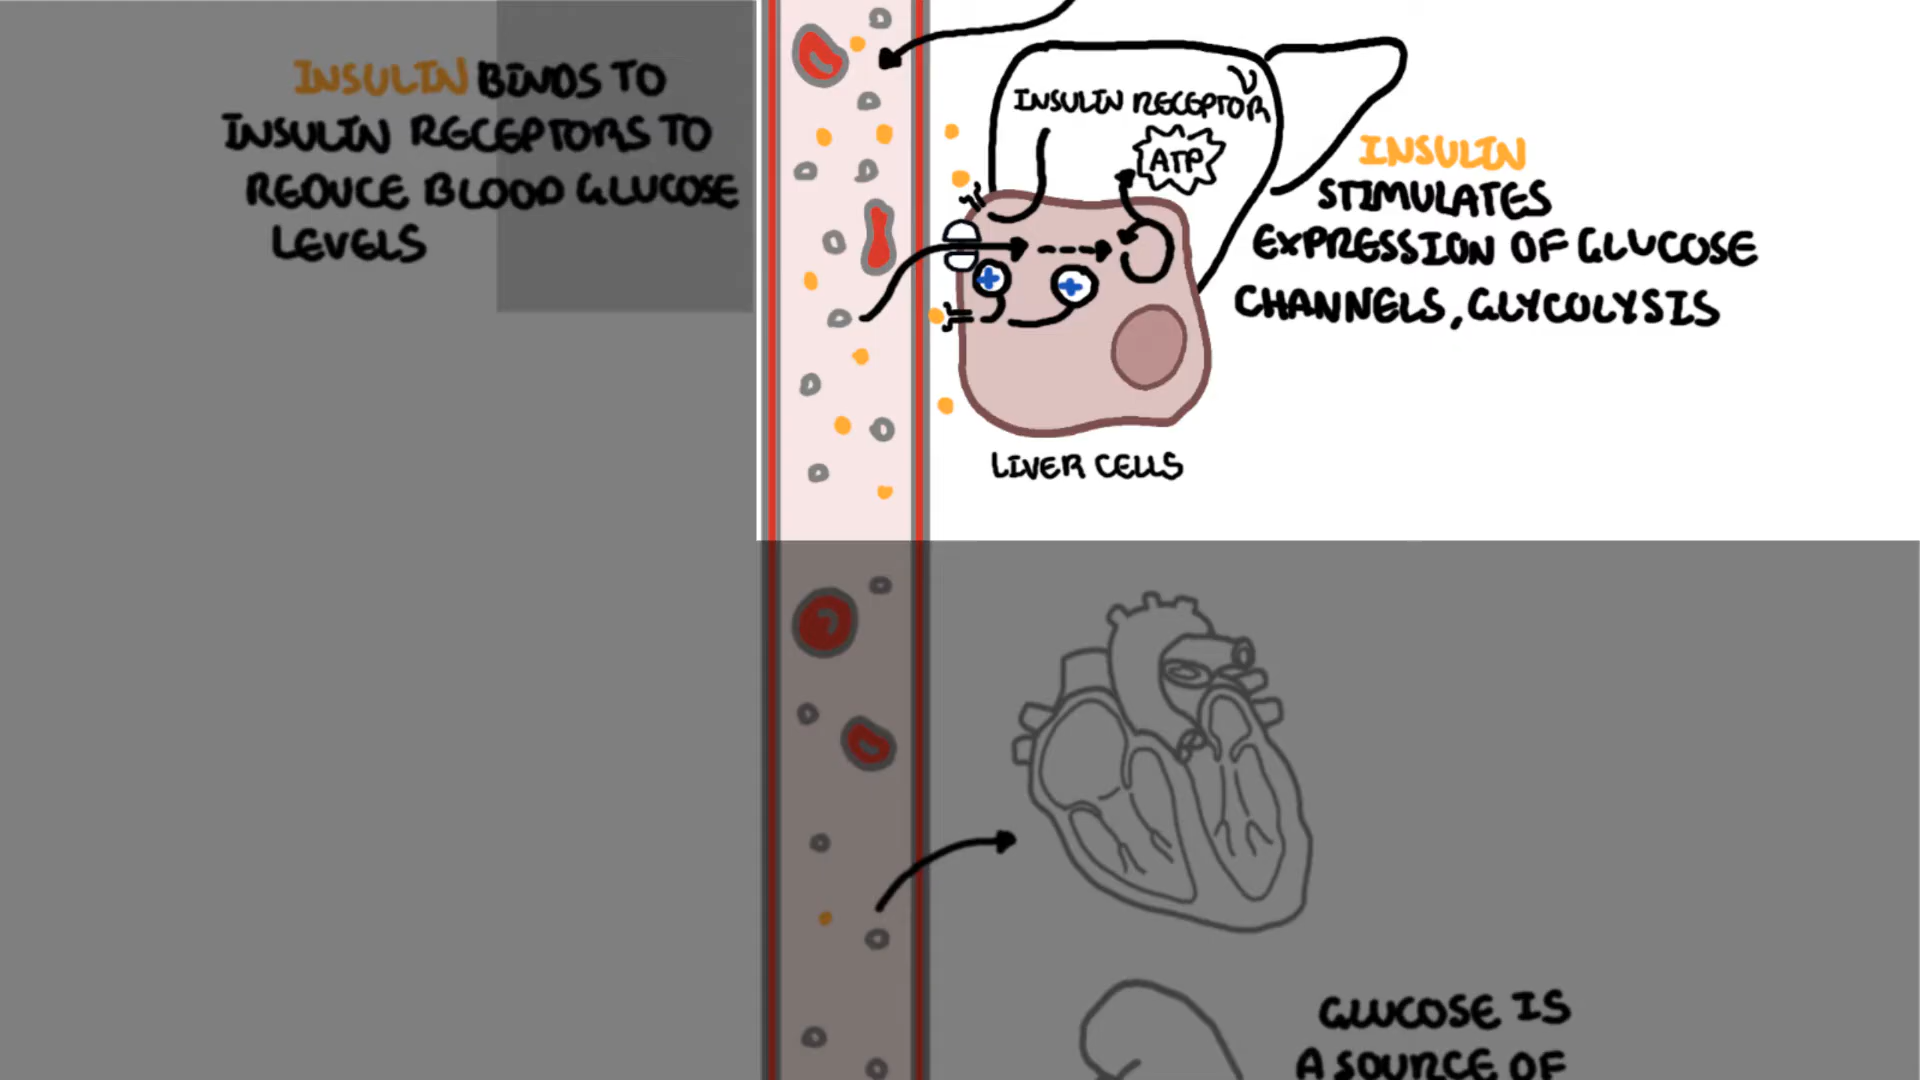 INSULIN BINDS TO
INSULIN RECEPTORS TO
REDUCE BLOOD GLUCOSE
LEVELS
INSULIN RECEPTOR
ATP
INSULIN
STIMULATES
EXPRESSION OF GLUCOSE
CHANNELS, GLYCOLYSIS
LIVER CELLS
GLUCOSE IS
A SOURCE OF